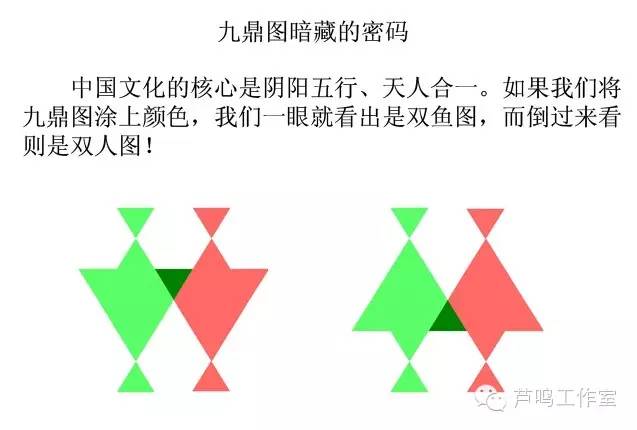 九鼎图暗藏的密码
中国文化的核心是阴阳五行、天人合一。如果我们将
九鼎图涂上颜色，我们一眼就看出是双鱼图，而倒过来看
则是双人图！
芦鸣工作室